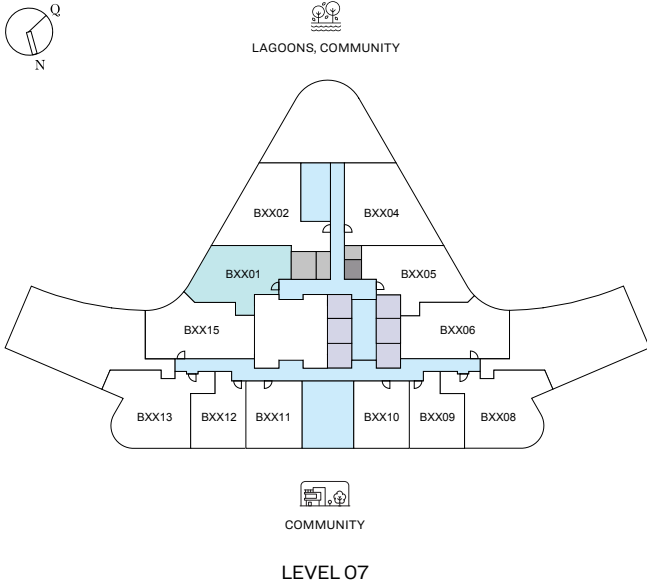 Q
N
LAGOONS, COMMUNITY
BXX02
BXX04
BXX01
BXX05
BXX15
BXX06
BXX13
BXX12
BXX11
BXX10
BXX09
BXX08
COMMUNITY
LEVEL 07